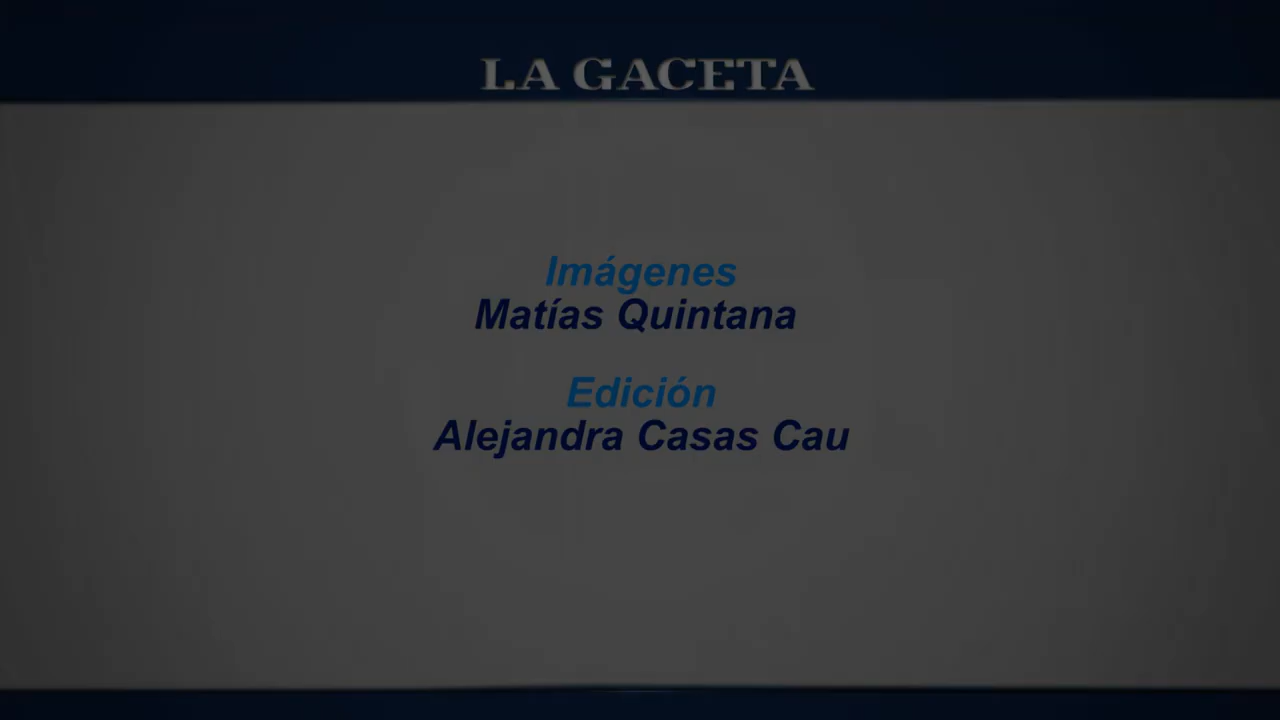 LA GACETA
Imágenes
Matías Quintana
Edición
Alejandra Casas Cau